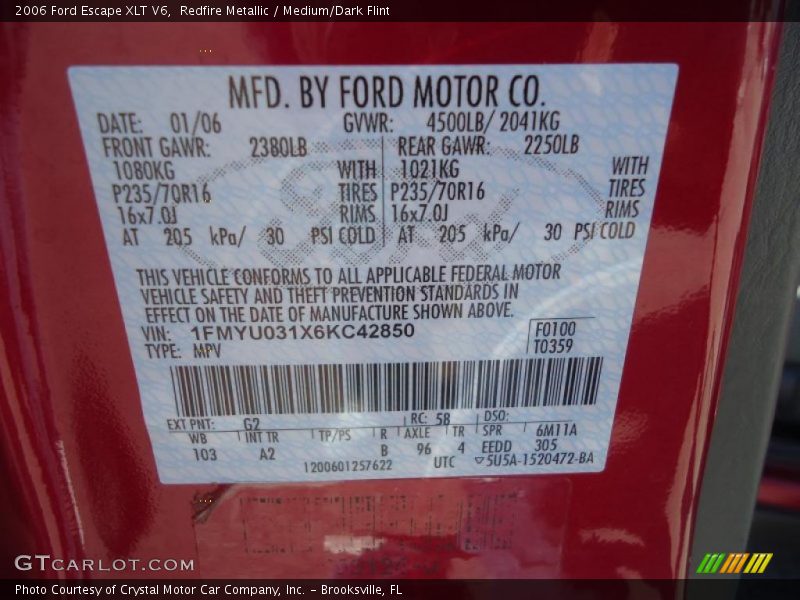 2006 Ford Escape XLT V6, Redfire Metallic / Medium/Dark Flint
MFD. BY FORD MOTOR CO.
DATE: 01/06 GVWR: 4500LB/ 2041KG
FRONT GAWR: 2380LB REAR GAWR: 2250LB
1080KG WITH 1021KG WITH
P235/70R16 TIRES P235/70R16 TIRES
16x7.0J RIMS 16x7.0J RIMS
AT 205 kPa/ 30 PSI COLD AT 205 kPa/ 30 PSI COLD
THIS VEHICLE CONFORMS TO ALL APPLICABLE FEDERAL MOTOR
VEHICLE SAFETY AND THEFT PREVENTION STANDARDS IN
EFFECT ON THE DATE OF MANUFACTURE SHOWN ABOVE.
VIN: 1FMYU031X6KC42850 F0100
TYPE: MPV T0359
EXT PNT: G2 RC: 58 DSO:
WB INT TR TP/PS R AXLE TR SPR 6M11A
103 A2 B 96 4 EEDD 305
1200601257622 UTC 5U5A-1520472-BA
GTCARLOT.COM
Photo Courtesy of Crystal Motor Car Company, Inc. – Brooksville, FL